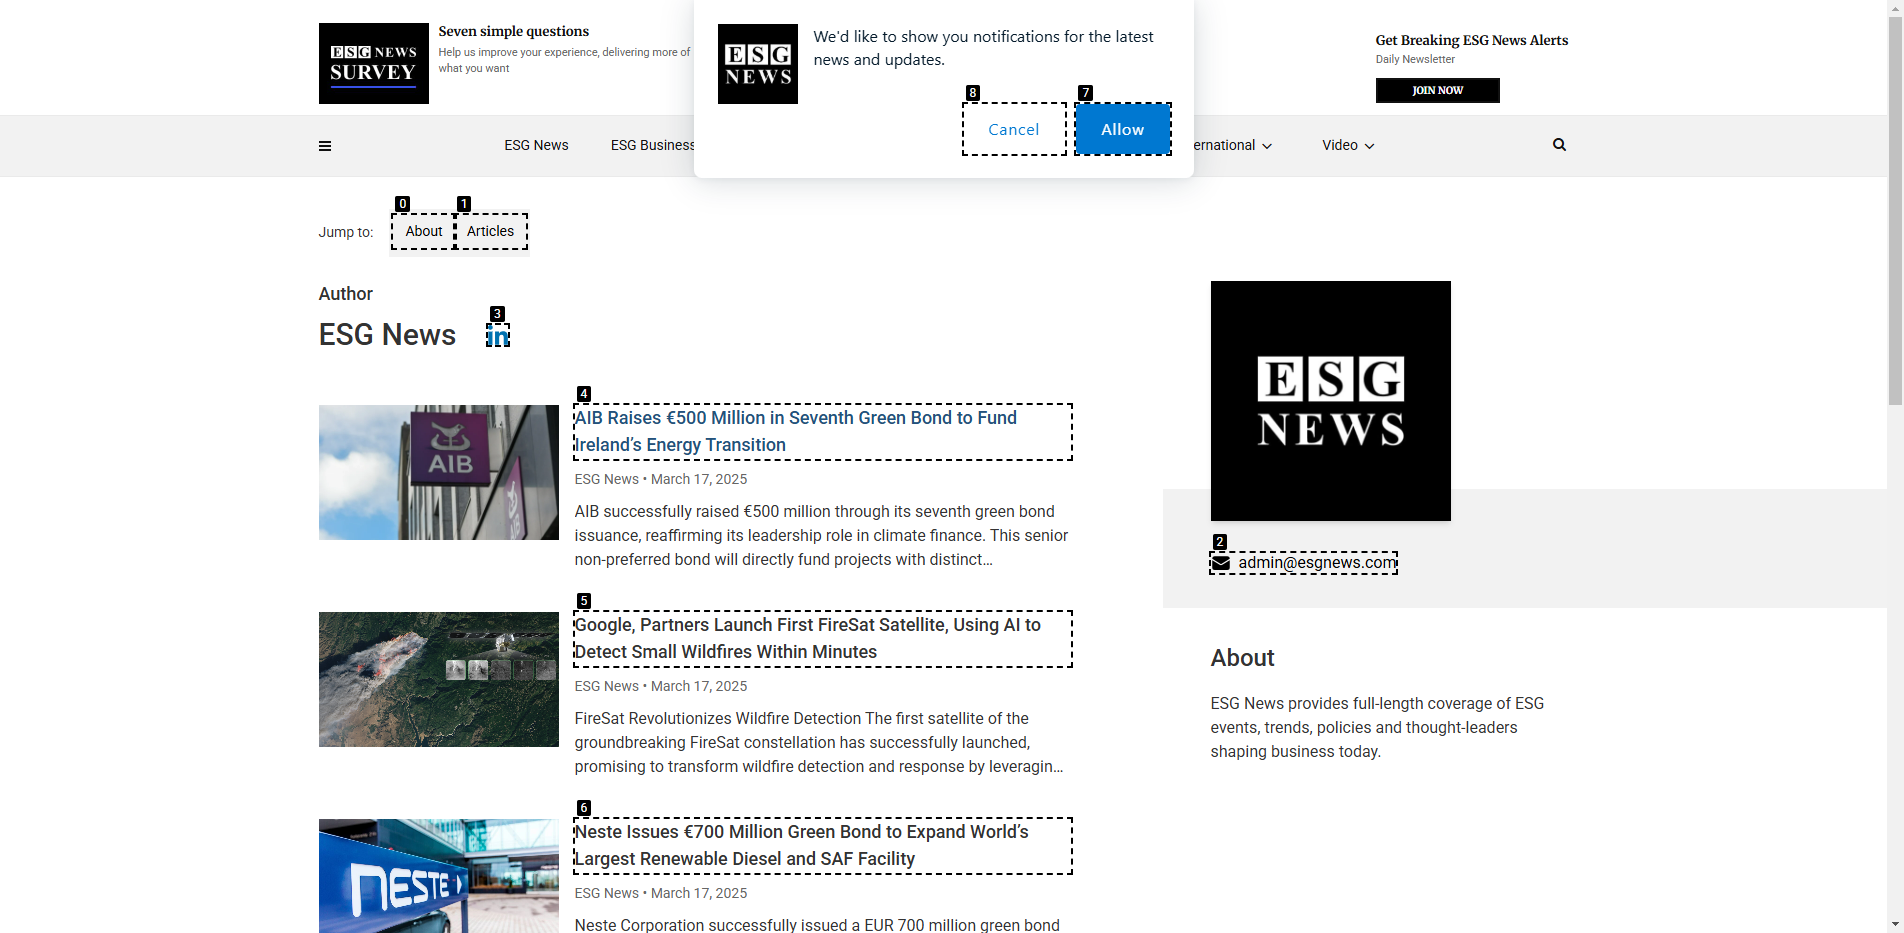 ESG NEWS
SURVEY
Seven simple questions
Help us improve your experience, delivering more of
what you want
ESG
NEWS
We'd like to show you notifications for the latest
news and updates.
8
Cancel
7
Allow
Get Breaking ESG News Alerts
Daily Newsletter
JOIN NOW
ESG News
ESG Business
ernational
Video
Jump to:
0
About
1
Articles
Author
ESG News
3
in
4
AIB Raises €500 Million in Seventh Green Bond to Fund
Ireland’s Energy Transition
ESG News • March 17, 2025
AIB successfully raised €500 million through its seventh green bond
issuance, reaffirming its leadership role in climate finance. This senior
non-preferred bond will directly fund projects with distinct...
AIB
AIB
5
Google, Partners Launch First FireSat Satellite, Using AI to
Detect Small Wildfires Within Minutes
ESG News • March 17, 2025
FireSat Revolutionizes Wildfire Detection The first satellite of the
groundbreaking FireSat constellation has successfully launched,
promising to transform wildfire detection and response by leveragin...
6
Neste Issues €700 Million Green Bond to Expand World’s
Largest Renewable Diesel and SAF Facility
ESG News • March 17, 2025
Neste Corporation successfully issued a EUR 700 million green bond
NESTE
ESG
NEWS
2
admin@esgnews.com
About
ESG News provides full-length coverage of ESG
events, trends, policies and thought-leaders
shaping business today.